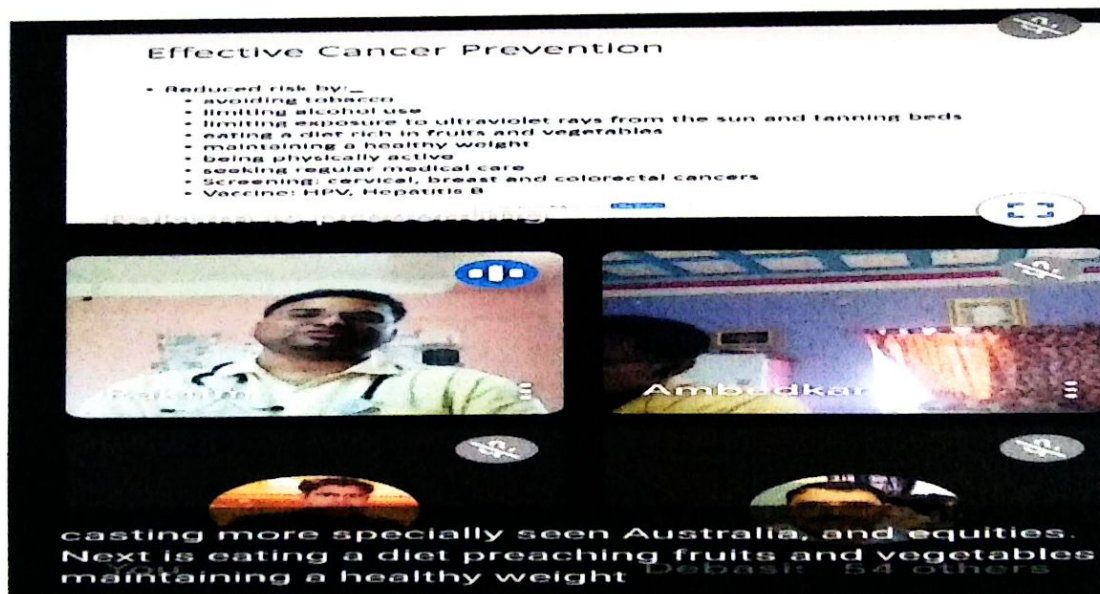 Effective Cancer Prevention
• Reduced risk by:_
• avoiding tobacco
• limiting alcohol use
• limiting exposure to ultraviolet rays from the sun and tanning beds
• eating a diet rich in fruits and vegetables
• maintaining a healthy weight
• being physically active
• seeking regular medical care
• Screening: cervical, breast and colorectal cancers
• Vaccine: HPV, Hepatitis B
is presenting
Ambedkar
casting more specially seen Australia, and equities.
Next is eating a diet preaching fruits and vegetables
maintaining a healthy weight
You
54 others